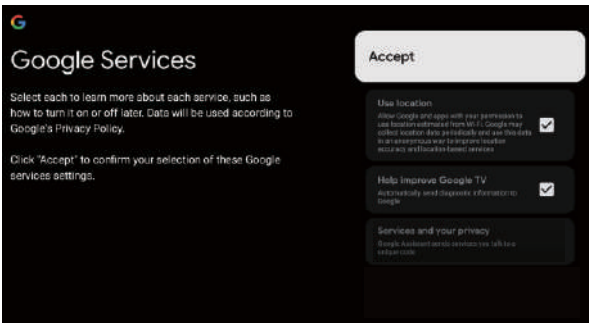 Google Services
Select each to learn more about each service, such as
how to turn it on or off later. Data will be used according to
Google's Privacy Policy.
Click "Accept" to confirm your selection of these Google
services settings.
Accept
Use location
Allow Google and apps with your permission to
use location estimated from Wi-Fi. Google may
collect location data periodically and use this data
in an anonymous way to improve location
accuracy and location-based services
Help improve Google TV
Automatically send diagnostic information to
Google
Services and your privacy
Google Assistant sends services you talk to a
unique code